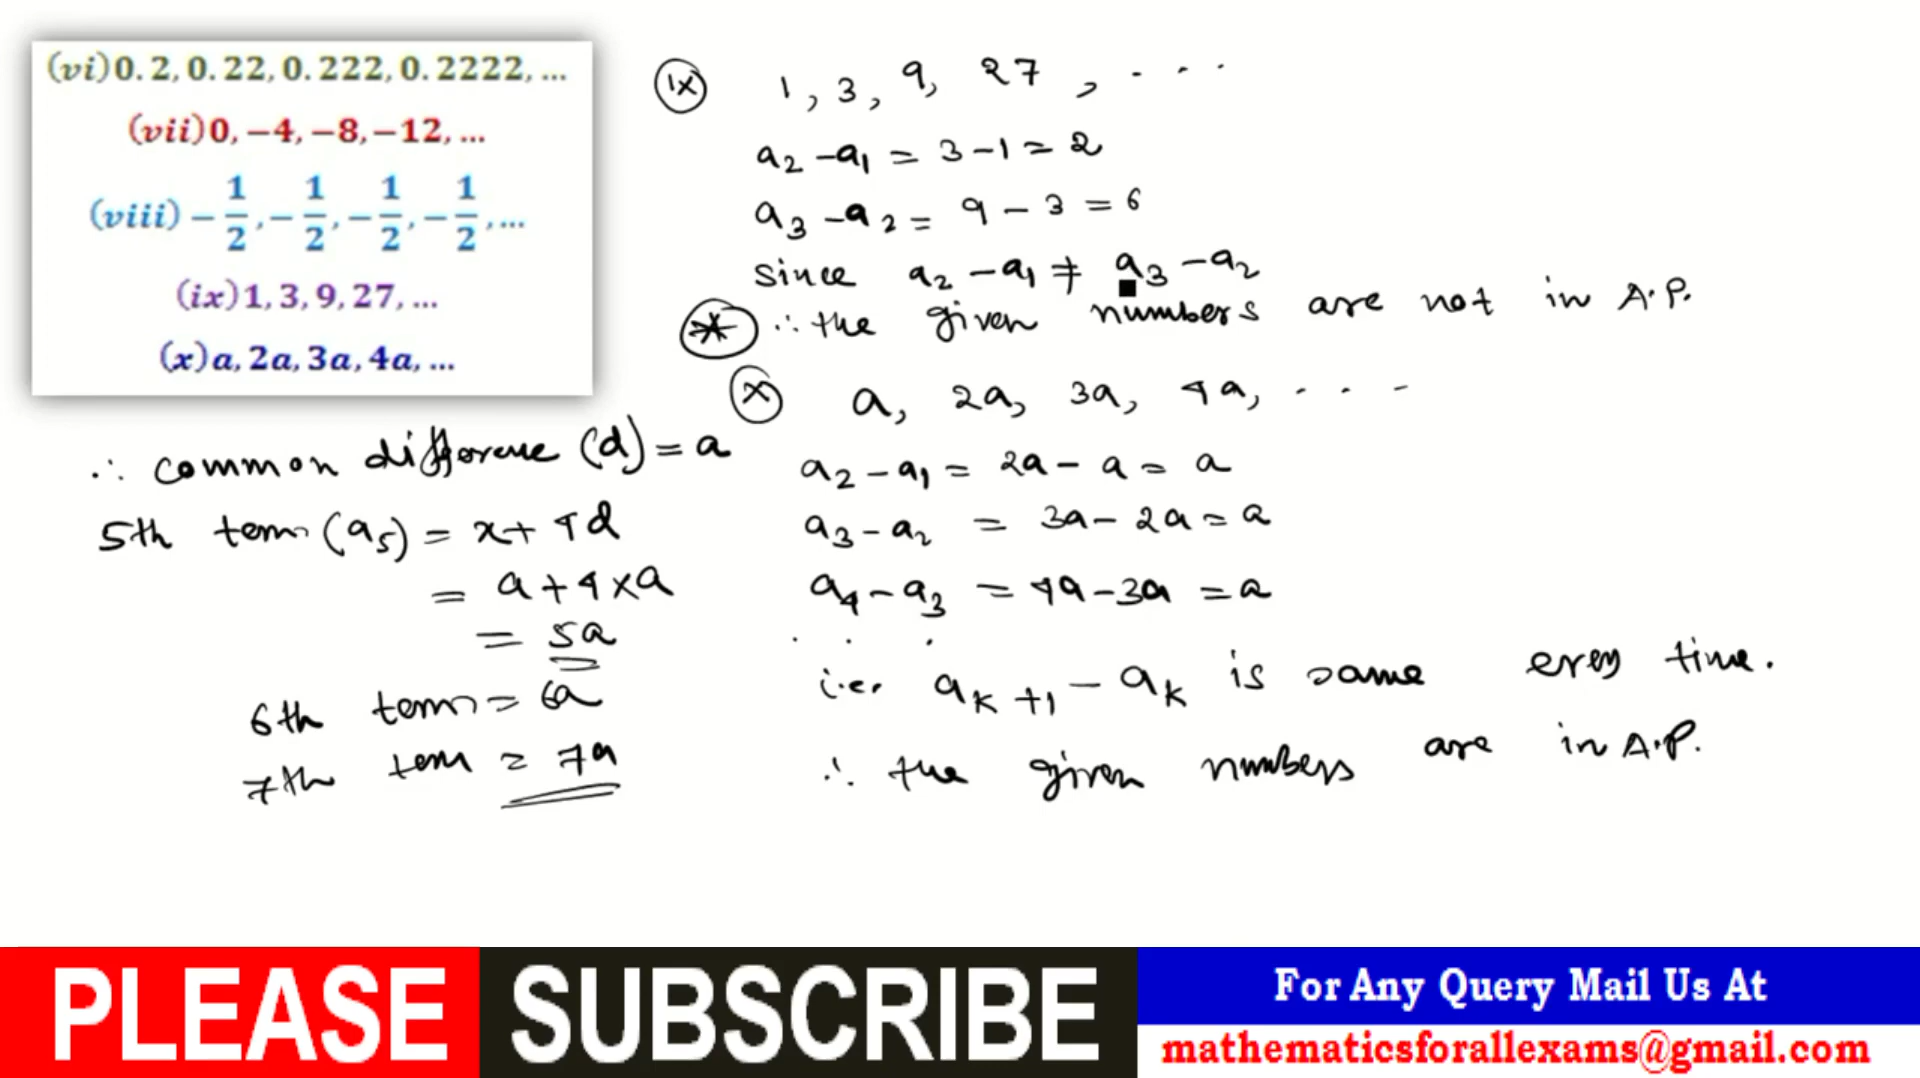 (vi)0.2, 0.22, 0.222, 0.2222, ...
(vii)0, −4, −8, −12, ...
(viii) −1/2, −1/2, −1/2, −1/2, ...
(ix)1, 3, 9, 27, ...
(x)a, 2a, 3a, 4a, ...
(ix) 1, 3, 9, 27, . . .
a₂ − a₁ = 3 − 1 = 2
a₃ − a₂ = 9 − 3 = 6
since a₂ − a₁ ≠ a₃ − a₂
* ∴ the given numbers are not in A.P.
(x) a, 2a, 3a, 4a, . . .
a₂ − a₁ = 2a − a = a
a₃ − a₂ = 3a − 2a = a
a₄ − a₃ = 4a − 3a = a
. . .
i.e. aₖ₊₁ − aₖ is same every time.
∴ the given numbers are in A.P.
∴ common difference (d) = a
5th term (a₅) = x + 4d
= a + 4 × a
= 5a
6th term = 6a
7th term = 7a
PLEASE SUBSCRIBE
For Any Query Mail Us At
mathematicsforallexams@gmail.com